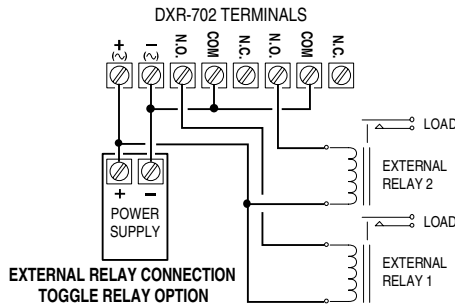 DXR-702 TERMINALS
+ (~)
− (~)
N.O.
COM
N.C.
N.O.
COM
N.C.
LOAD
EXTERNAL
RELAY 2
LOAD
EXTERNAL
RELAY 1
+ −
POWER
SUPPLY
EXTERNAL RELAY CONNECTION
TOGGLE RELAY OPTION